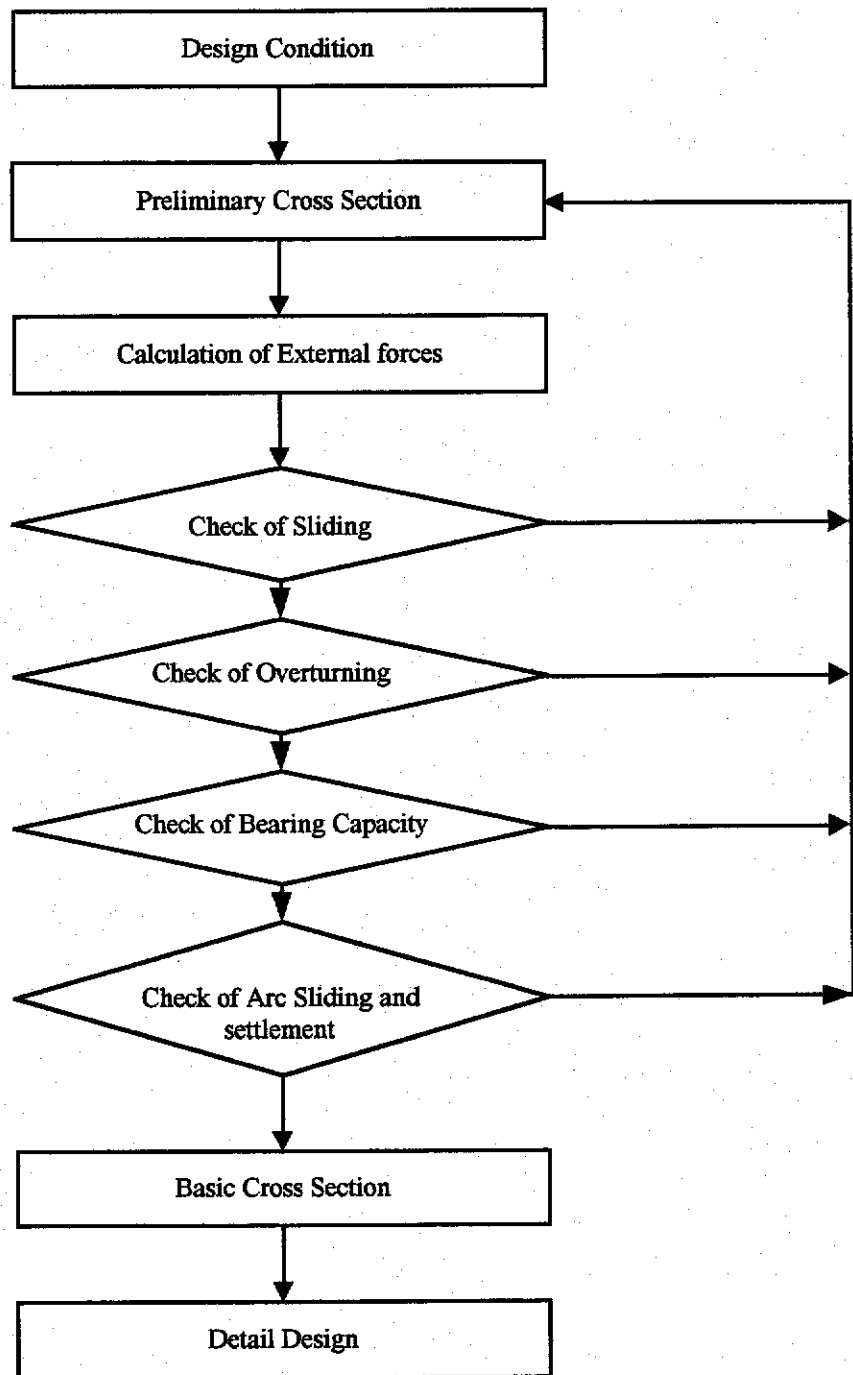 Design Condition
Preliminary Cross Section
Calculation of External forces
Check of Sliding
Check of Overturning
Check of Bearing Capacity
Check of Arc Sliding and
settlement
Basic Cross Section
Detail Design